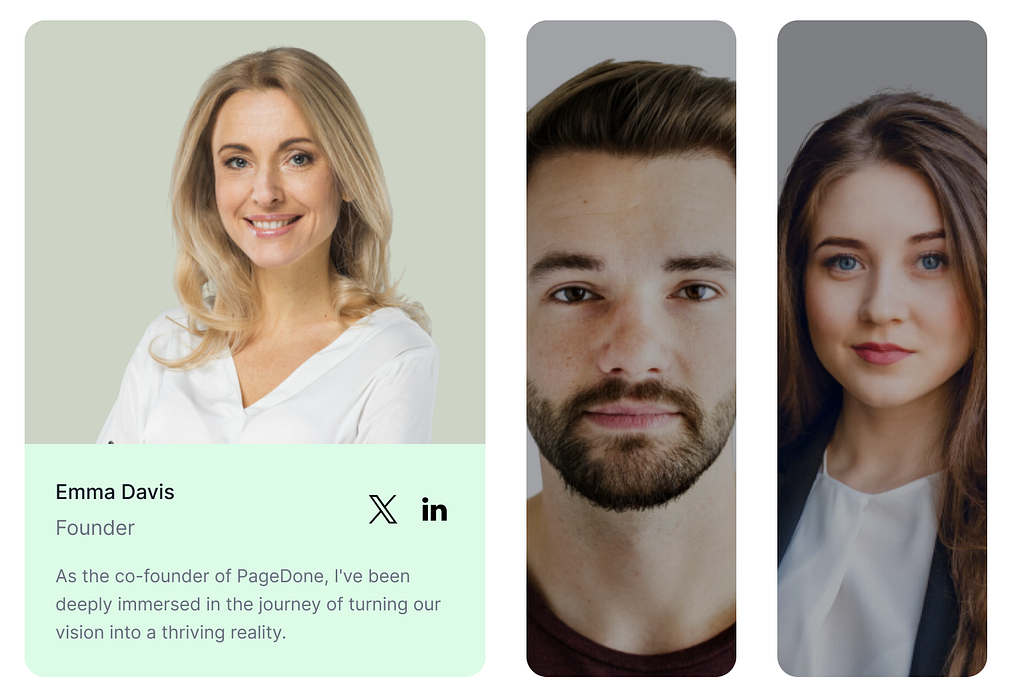 Emma Davis
Founder
As the co-founder of PageDone, I've been
deeply immersed in the journey of turning our
vision into a thriving reality.